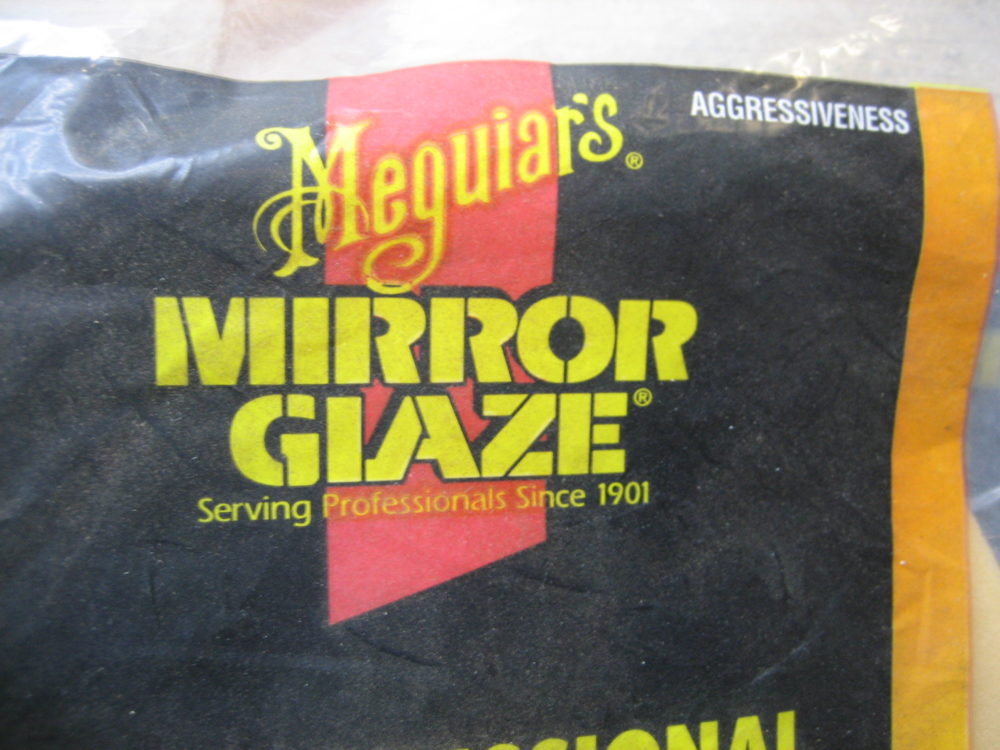 AGGRESSIVENESS
Meguiar's®
MIRROR
GLAZE®
Serving Professionals Since 1901